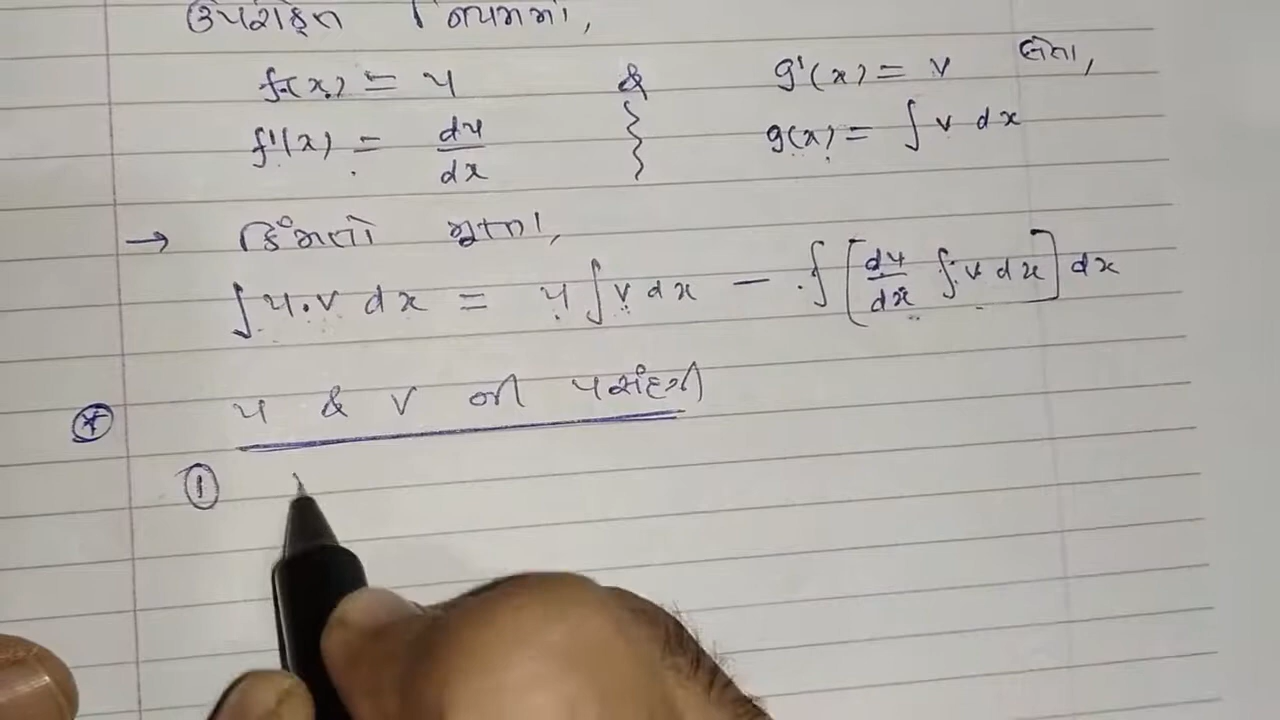 ઉપરોક્ત નિયમમાં,
f(x) = u & g'(x) = v લેતા,
f'(x) = du/dx g(x) = ∫ v dx
→ કિંમતો મૂકતા,
∫ u·v dx = u ∫ v dx − ∫ [ du/dx ∫ v dx ] dx
* u & v ની પસંદગી
①